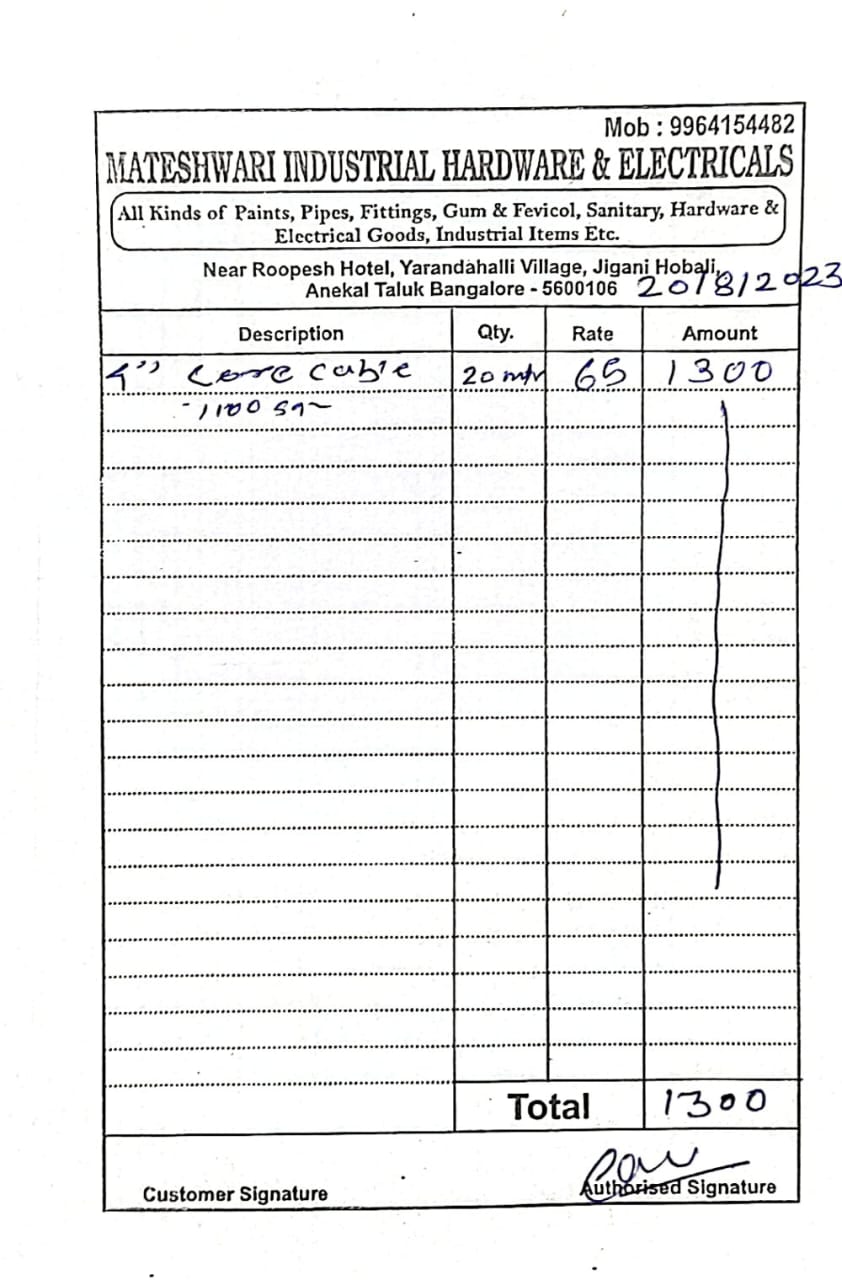 Mob : 9964154482
MATESHWARI INDUSTRIAL HARDWARE & ELECTRICALS
All Kinds of Paints, Pipes, Fittings, Gum & Fevicol, Sanitary, Hardware &
Electrical Goods, Industrial Items Etc.
Near Roopesh Hotel, Yarandahalli Village, Jigani Hobali,
Anekal Taluk Bangalore - 5600106 20/8/2023
Description Qty. Rate Amount
4" core cable 20 mtr 65 1300
Total 1300
Customer Signature Authorised Signature